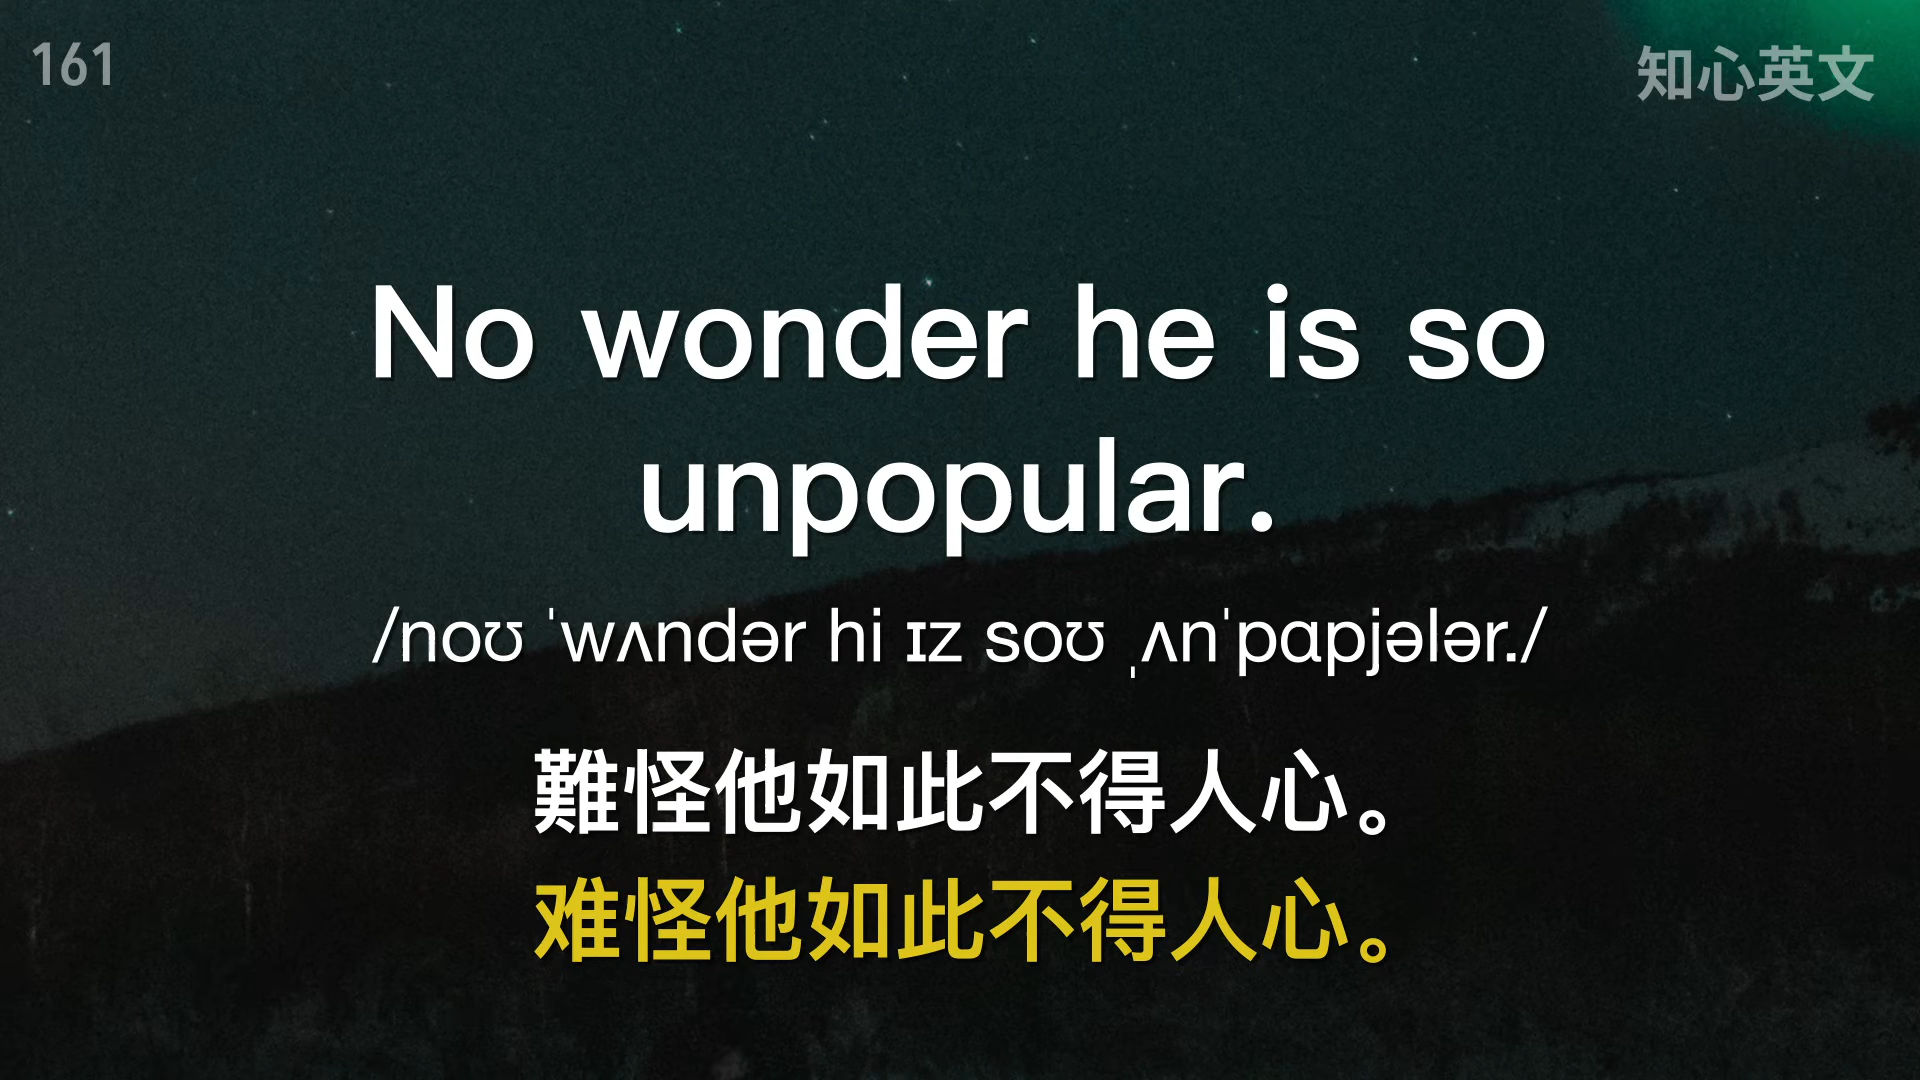 161
知心英文
No wonder he is so
unpopular.
/noʊ ˈwʌndər hi ɪz soʊ ˌʌnˈpɑpjələr./
難怪他如此不得人心。
难怪他如此不得人心。